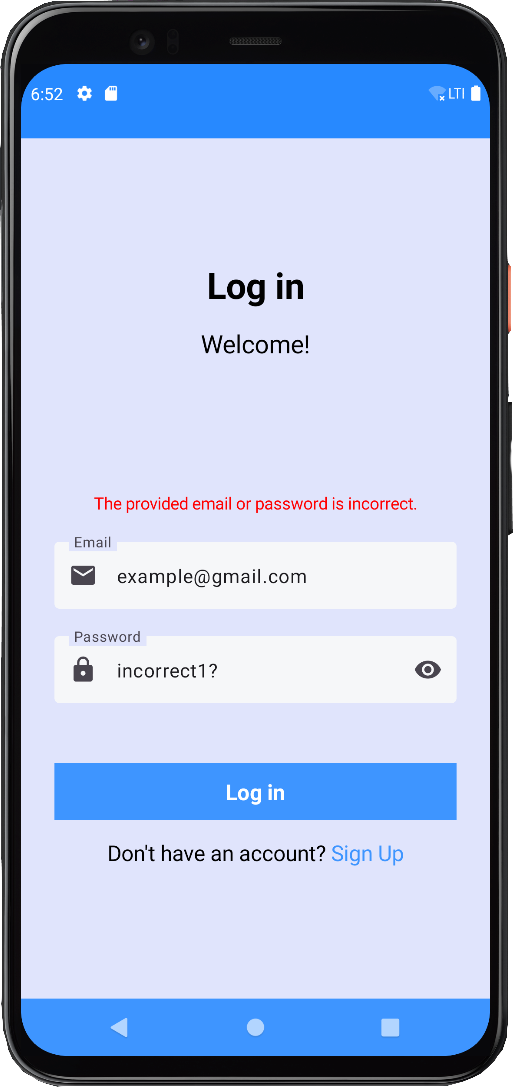 6:52 LTI
Log in
Welcome!
The provided email or password is incorrect.
Email
example@gmail.com
Password
incorrect1?
Log in
Don't have an account? Sign Up